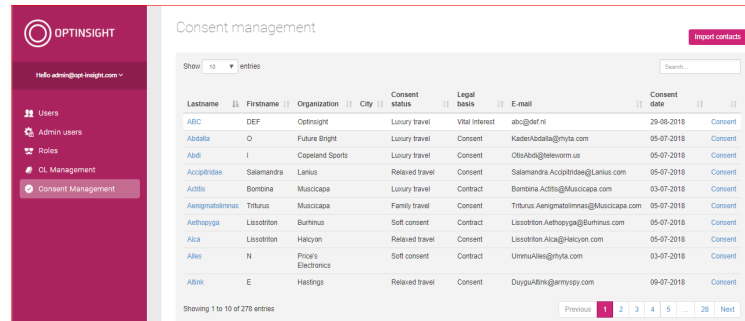 OPTINSIGHT
Consent management
Import contacts
Hello admin@opt-insight.com
Show 10 entries
Search...
Users
Admin users
Roles
CL Management
Consent Management
Lastname Firstname Organization City Consent status Legal basis E-mail Consent date
ABC DEF Optinsight Luxury travel Vital Interest abc@def.nl 29-08-2018 Consent
Abdalla O Future Bright Luxury travel Consent KaderAbdalla@rhyta.com 05-07-2018 Consent
Abdi I Copeland Sports Luxury travel Consent OtisAbdi@teleworm.us 05-07-2018 Consent
Accipitridae Salamandra Lanius Relaxed travel Consent Salamandra.Accipitridae@Lanius.com 05-07-2018 Consent
Actitis Bombina Muscicapa Luxury travel Contract Bombina.Actitis@Muscicapa.com 03-07-2018 Consent
Aenigmatolimnas Triturus Muscicapa Family travel Consent Triturus.Aenigmatolimnas@Muscicapa.com 05-07-2018 Consent
Aethopyga Lissotriton Burhinus Soft consent Contract Lissotriton.Aethopyga@Burhinus.com 05-07-2018 Consent
Alca Lissotriton Halcyon Relaxed travel Consent Lissotriton.Alca@Halcyon.com 05-07-2018 Consent
Alles N Price's Electronics Soft consent Contract UmmuAlles@rhyta.com 03-07-2018 Consent
Altink E Hastings Relaxed travel Consent DuyguAltink@armyspy.com 09-07-2018 Consent
Showing 1 to 10 of 278 entries
Previous 1 2 3 4 5 ... 28 Next